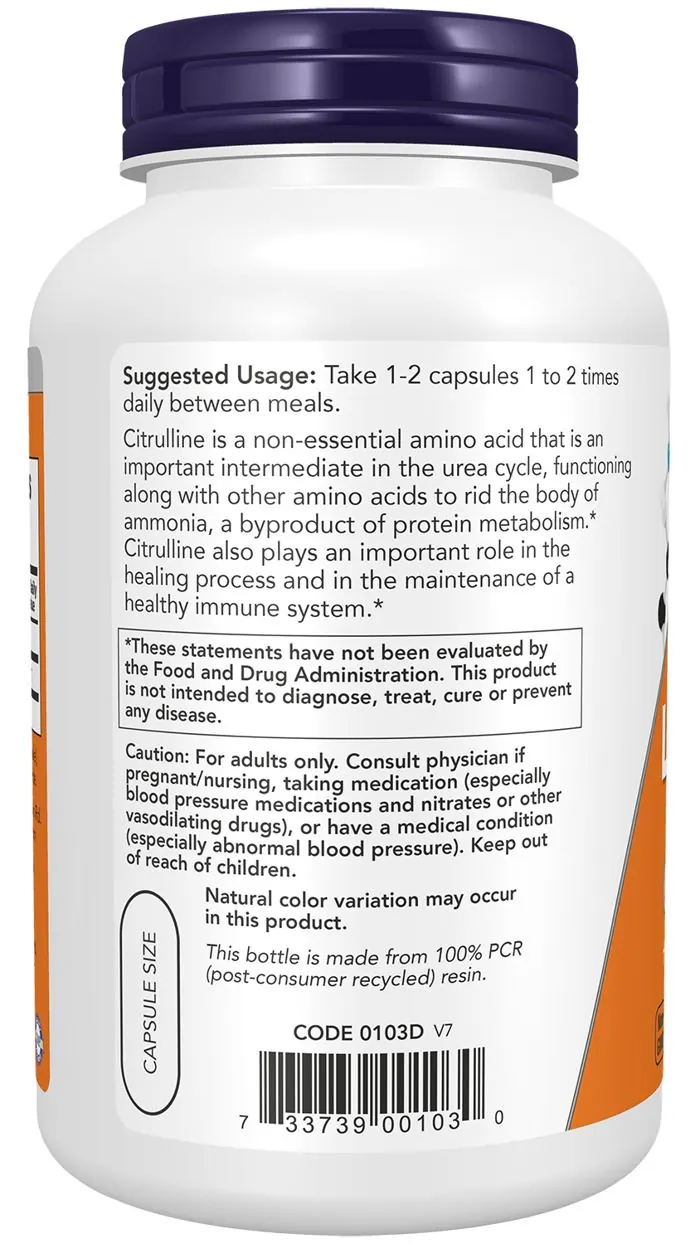 Suggested Usage: Take 1-2 capsules 1 to 2 times
daily between meals.
Citrulline is a non-essential amino acid that is an
important intermediate in the urea cycle, functioning
along with other amino acids to rid the body of
ammonia, a byproduct of protein metabolism.*
Citrulline also plays an important role in the
healing process and in the maintenance of a
healthy immune system.*
*These statements have not been evaluated by
the Food and Drug Administration. This product
is not intended to diagnose, treat, cure or prevent
any disease.
Caution: For adults only. Consult physician if
pregnant/nursing, taking medication (especially
blood pressure medications and nitrates or other
vasodilating drugs), or have a medical condition
(especially abnormal blood pressure). Keep out
of reach of children.
Natural color variation may occur
in this product.
This bottle is made from 100% PCR
(post-consumer recycled) resin.
CAPSULE SIZE
CODE 0103D V7
7 33739 00103 0